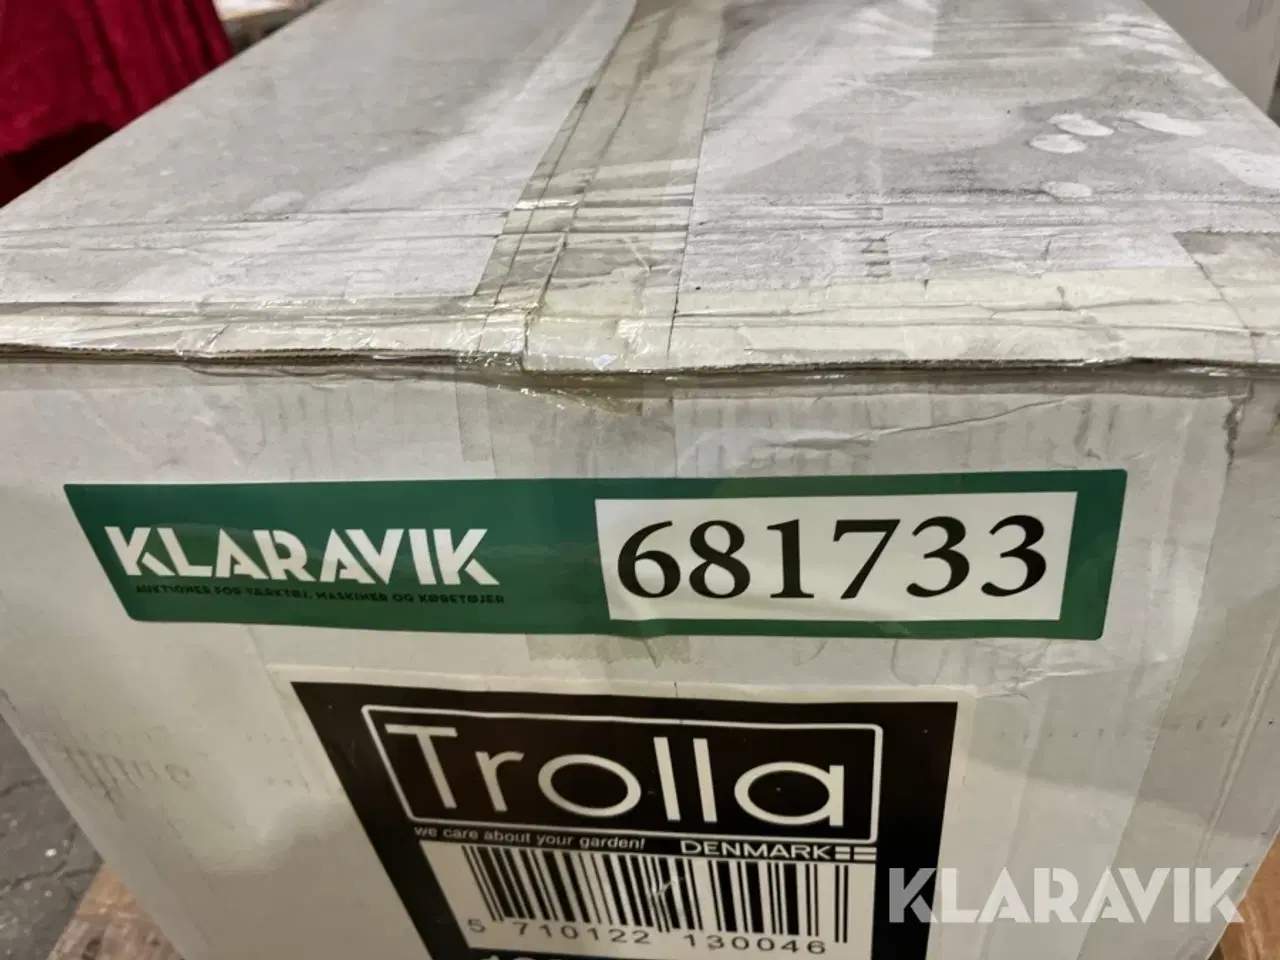 KLARAVIK
AUKTIONER FOR VÆRKTØJ, MASKINER OG KØRETØJER
681733
Trolla
we care about your garden!
DENMARK
5 710122 130046
KLARAVIK